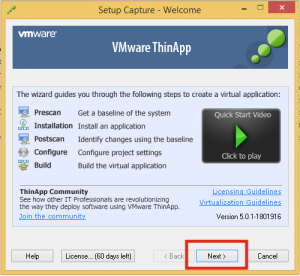 Setup Capture - Welcome
vmware
VMware ThinApp
The wizard guides you through the following steps to create a virtual application:
Prescan Get a baseline of the system
Installation Install an application
Postscan Identify changes using the baseline
Configure Configure project settings
Build Build the virtual application
Quick Start Video
Click to play
ThinApp Community
See how other IT Professionals are revolutionizing
the way they deploy software using VMware ThinApp.
Join the community
Licensing Guidelines
Virtualization Guidelines
Version 5.0.1-1801916
Help License... (60 days left) < Back Next > Cancel